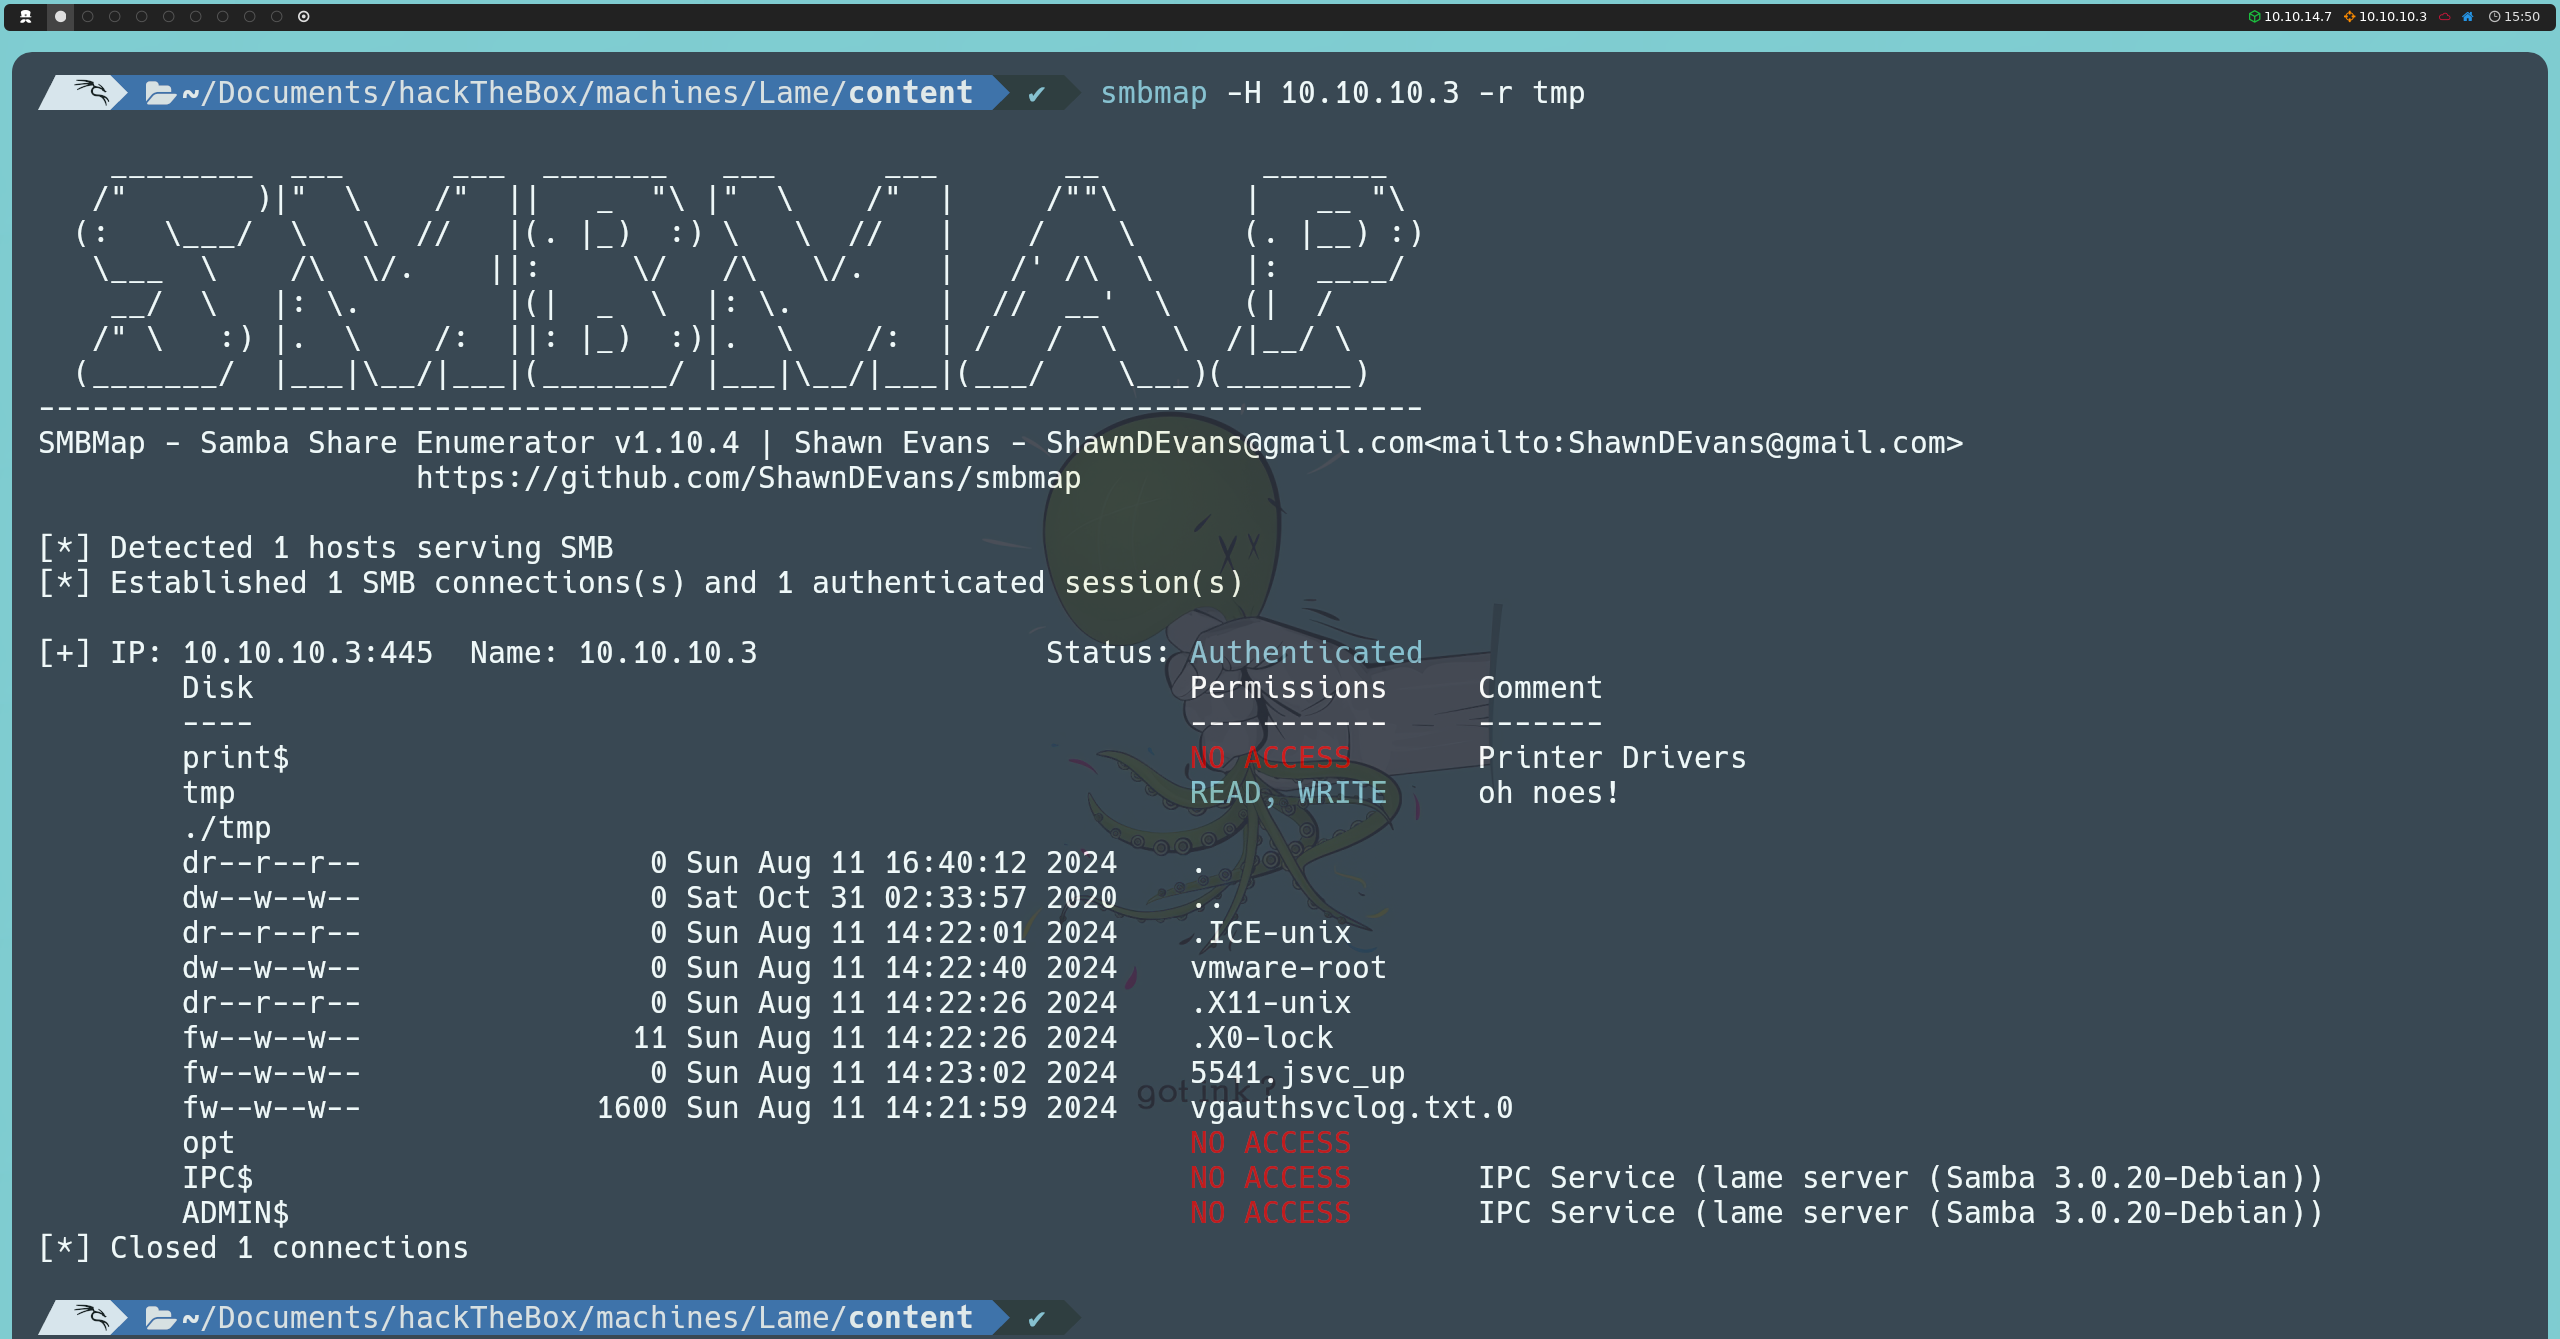 10.10.14.7 10.10.10.3 15:50
~/Documents/hackTheBox/machines/Lame/content ✔ smbmap -H 10.10.10.3 -r tmp
    ________  ___      ___  _______   ___      ___       __         _______
   /"       )|"  \    /"  ||   _  "\ |"  \    /"  |     /""\       |   __ "\
  (:   \___/  \   \  //   |(. |_)  :) \   \  //   |    /    \      (. |__) :)
   \___  \    /\  \/.    ||:     \/   /\   \/.    |   /' /\  \     |:  ____/
    __/  \   |: \.        |(|  _  \  |: \.        |  //  __'  \    (|  /
   /" \   :) |.  \    /:  ||: |_)  :)|.  \    /:  | /   /  \   \  /|__/ \
  (_______/  |___|\__/|___|(_______/ |___|\__/|___|(___/    \___)(_______)
-----------------------------------------------------------------------------
SMBMap - Samba Share Enumerator v1.10.4 | Shawn Evans - ShawnDEvans@gmail.com<mailto:ShawnDEvans@gmail.com>
https://github.com/ShawnDEvans/smbmap
[*] Detected 1 hosts serving SMB
[*] Established 1 SMB connections(s) and 1 authenticated session(s)
[+] IP: 10.10.10.3:445  Name: 10.10.10.3                Status: Authenticated
Disk Permissions Comment
---- ----------- -------
print$ NO ACCESS Printer Drivers
tmp READ, WRITE oh noes!
./tmp
dr--r--r-- 0 Sun Aug 11 16:40:12 2024 .
dw--w--w-- 0 Sat Oct 31 02:33:57 2020 ..
dr--r--r-- 0 Sun Aug 11 14:22:01 2024 .ICE-unix
dw--w--w-- 0 Sun Aug 11 14:22:40 2024 vmware-root
dr--r--r-- 0 Sun Aug 11 14:22:26 2024 .X11-unix
fw--w--w-- 11 Sun Aug 11 14:22:26 2024 .X0-lock
fw--w--w-- 0 Sun Aug 11 14:23:02 2024 5541.jsvc_up
got ink ?
fw--w--w-- 1600 Sun Aug 11 14:21:59 2024 vgauthsvclog.txt.0
opt NO ACCESS
IPC$ NO ACCESS IPC Service (lame server (Samba 3.0.20-Debian))
ADMIN$ NO ACCESS IPC Service (lame server (Samba 3.0.20-Debian))
[*] Closed 1 connections
~/Documents/hackTheBox/machines/Lame/content ✔